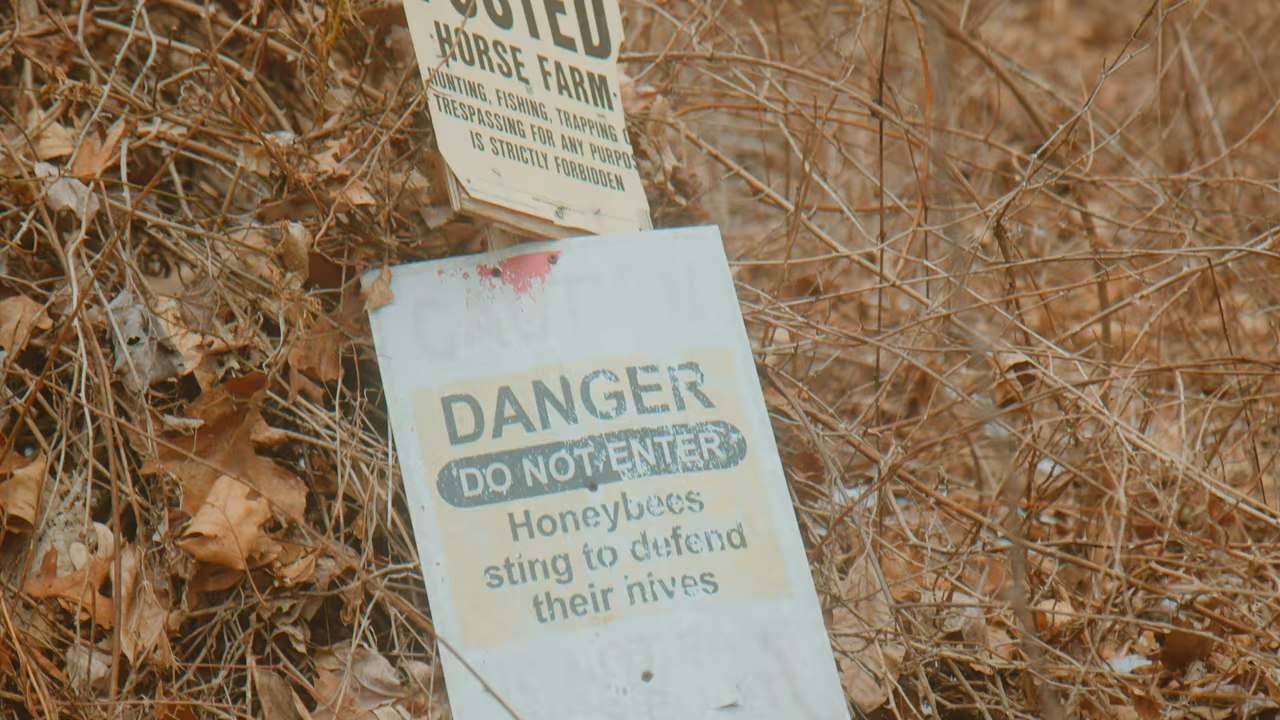 POSTED
HORSE FARM
HUNTING, FISHING, TRAPPING
TRESPASSING FOR ANY PURPOS
IS STRICTLY FORBIDDEN
DANGER
DO NOT ENTER
Honeybees
sting to defend
their hives